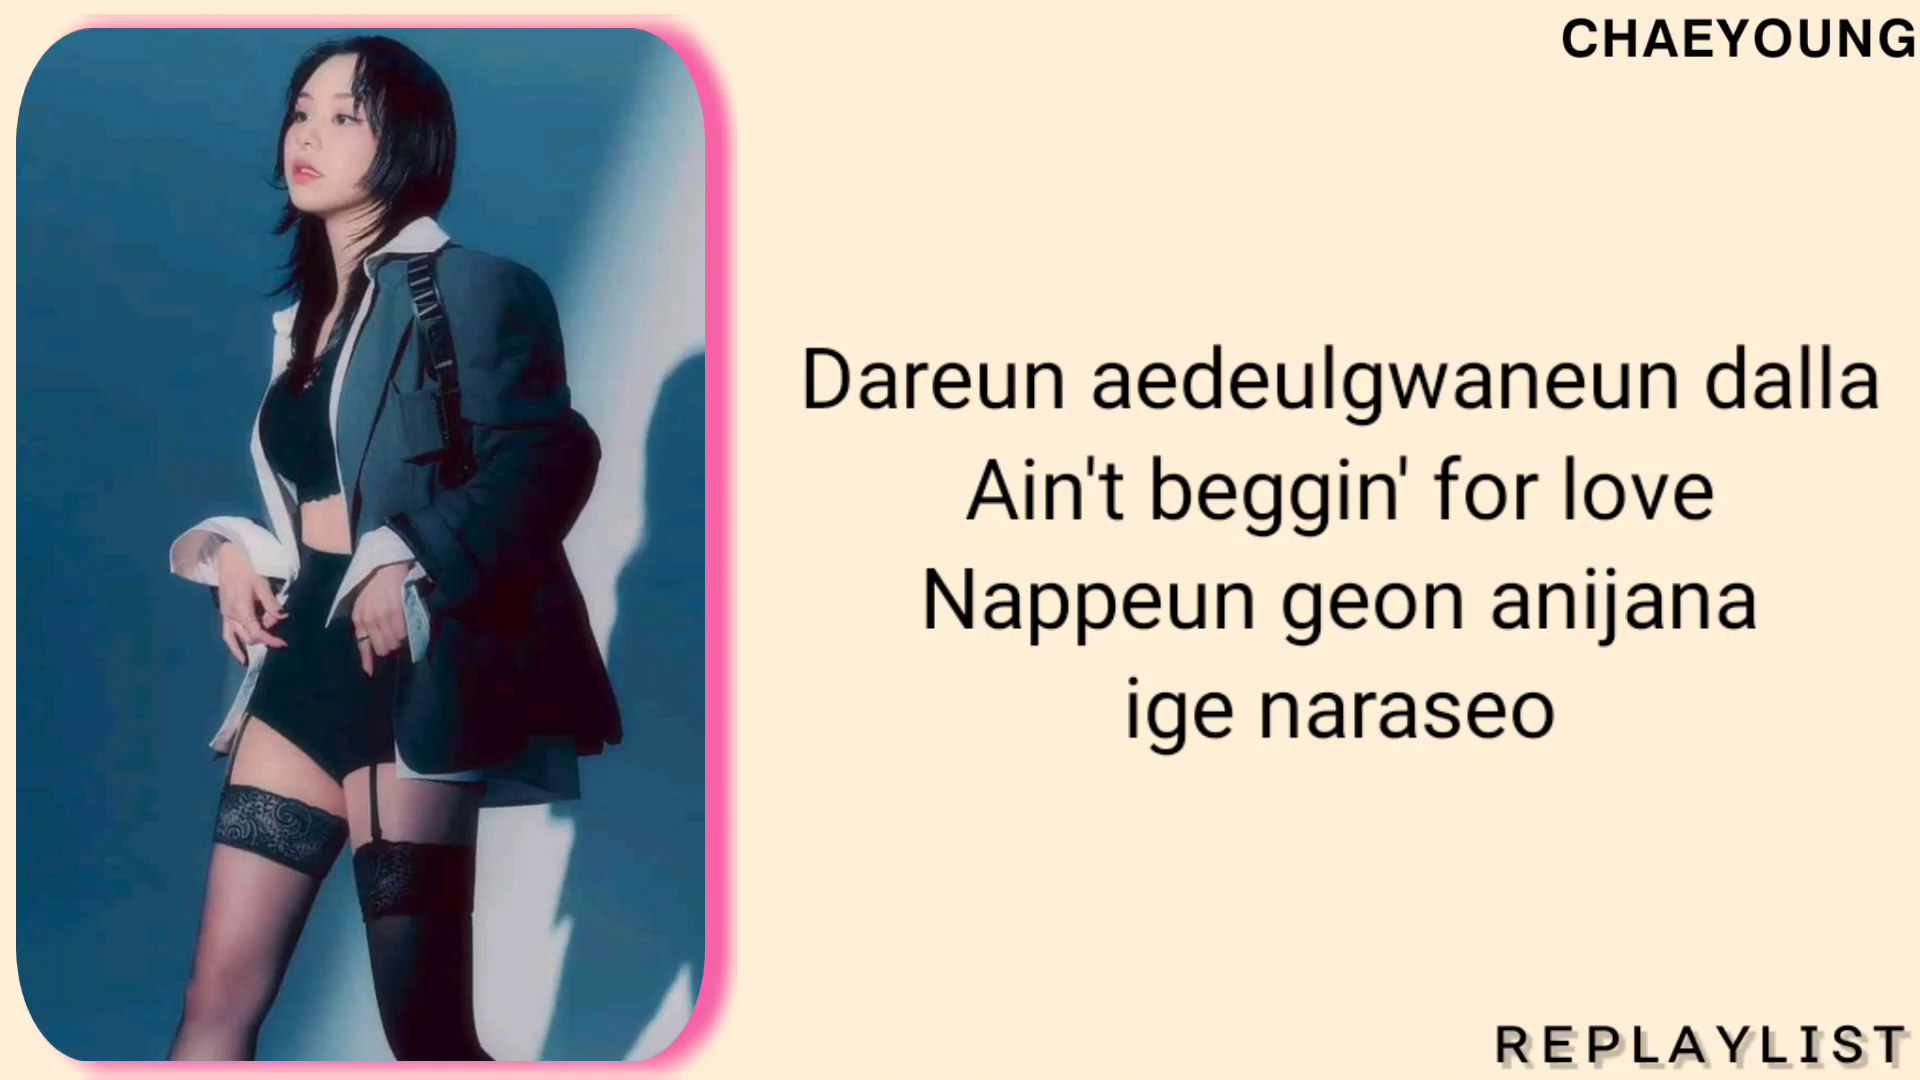 CHAEYOUNG
Dareun aedeulgwaneun dalla
Ain't beggin' for love
Nappeun geon anijana
ige naraseo
REPLAYLIST